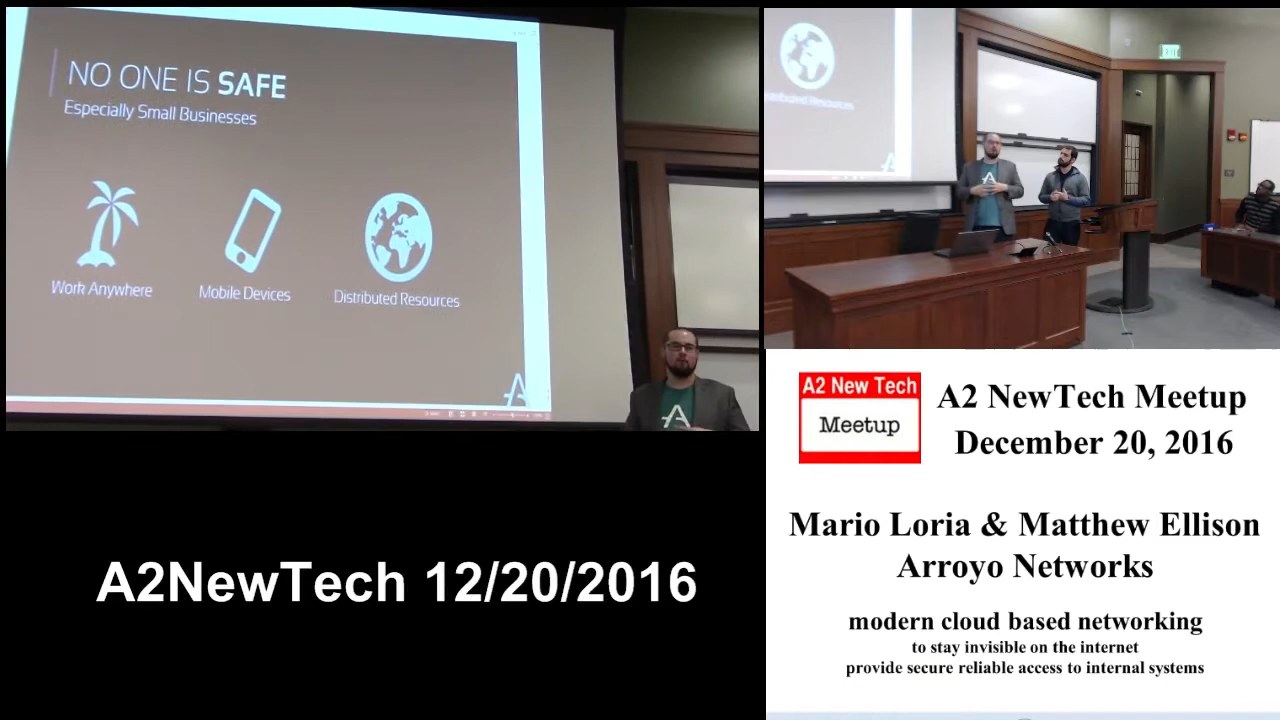 NO ONE IS SAFE
Especially Small Businesses
Work Anywhere
Mobile Devices
Distributed Resources
Distributed Resources
EXIT
A2 New Tech
Meetup
A2 NewTech Meetup
December 20, 2016
Mario Loria & Matthew Ellison
Arroyo Networks
modern cloud based networking
to stay invisible on the internet
provide secure reliable access to internal systems
A2NewTech 12/20/2016